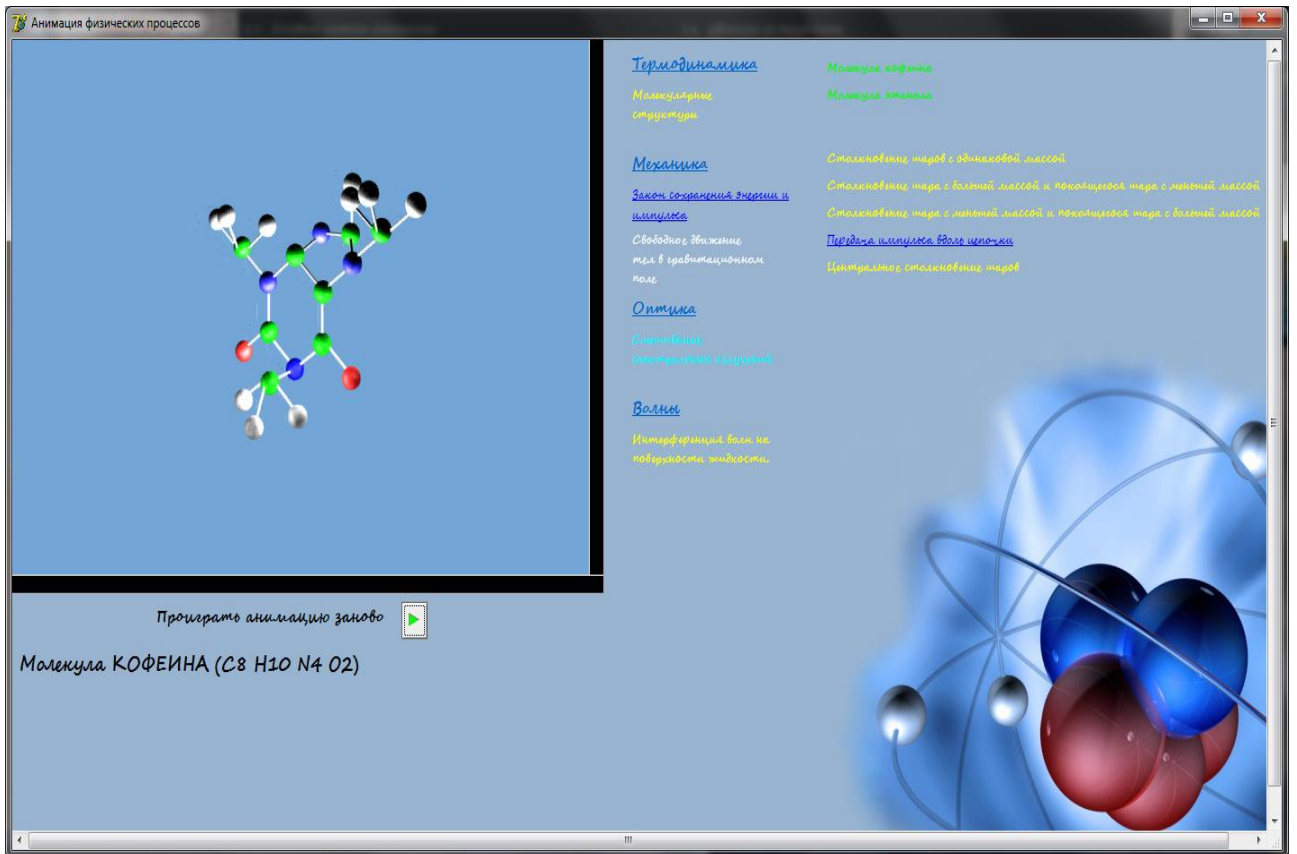 Анимация физических процессов
Термодинамика
Молекулярные
структуры
Молекула кофеина
Молекула этанола
Механика
Закон сохранения энергии и
импульса
Свободное движение
тел в гравитационном
поле
Столкновение шаров с одинаковой массой
Столкновение шара с большей массой и покоящегося шара с меньшей массой
Столкновение шара с меньшей массой и покоящегося шара с большей массой
Передача импульса вдоль цепочки
Центральное столкновение шаров
Оптика
Волны
Интерференция волн на
поверхности жидкости.
Проиграть анимацию заново
Молекула КОФЕИНА (C8 H10 N4 O2)